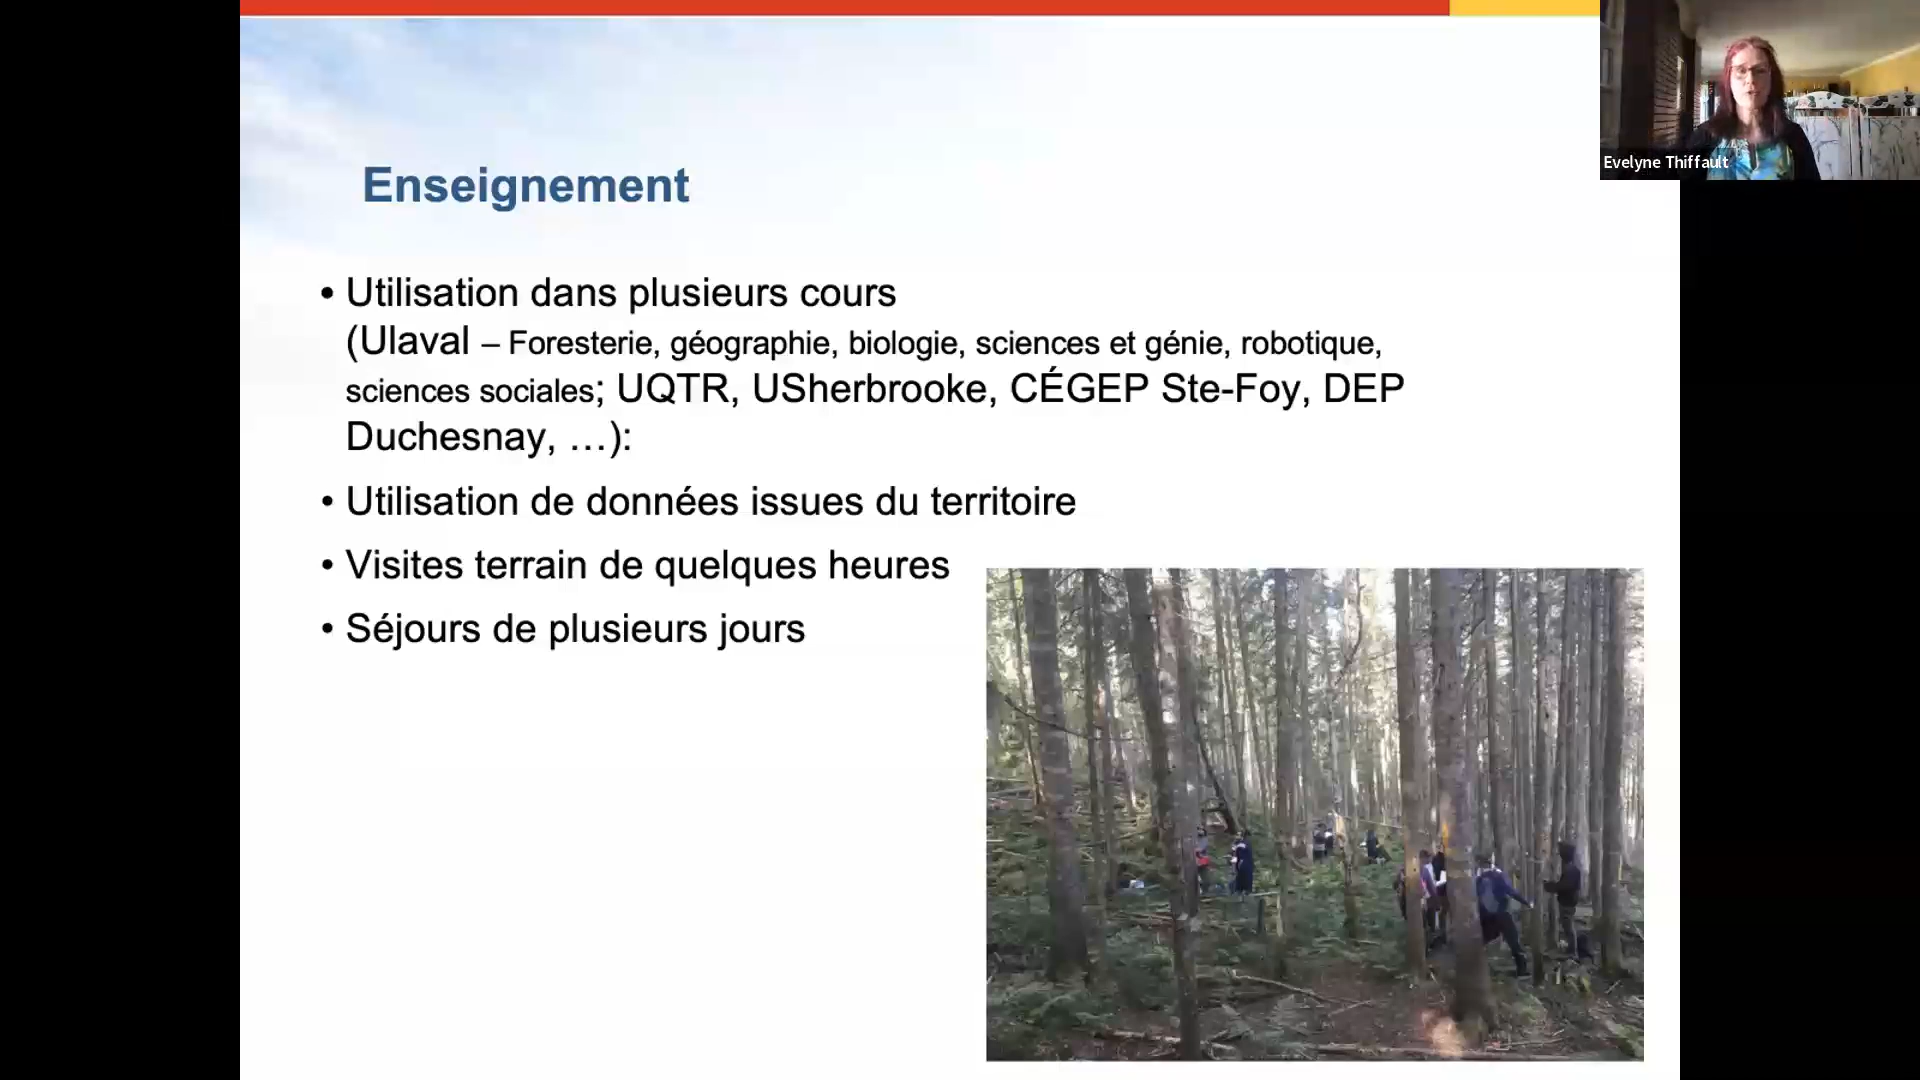 Evelyne Thiffault
Enseignement
• Utilisation dans plusieurs cours
(Ulaval – Foresterie, géographie, biologie, sciences et génie, robotique,
sciences sociales; UQTR, USherbrooke, CÉGEP Ste-Foy, DEP
Duchesnay, …):
• Utilisation de données issues du territoire
• Visites terrain de quelques heures
• Séjours de plusieurs jours